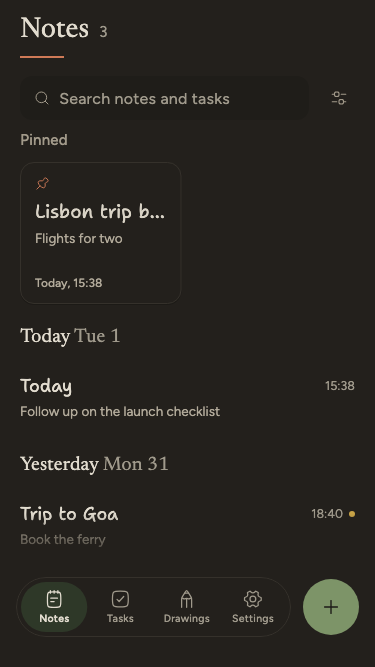 Notes 3
Search notes and tasks
Pinned
Lisbon trip b...
Flights for two
Today, 15:38
Today Tue 1
Today 15:38
Follow up on the launch checklist
Yesterday Mon 31
Trip to Goa 18:40
Book the ferry
Notes Tasks Drawings Settings